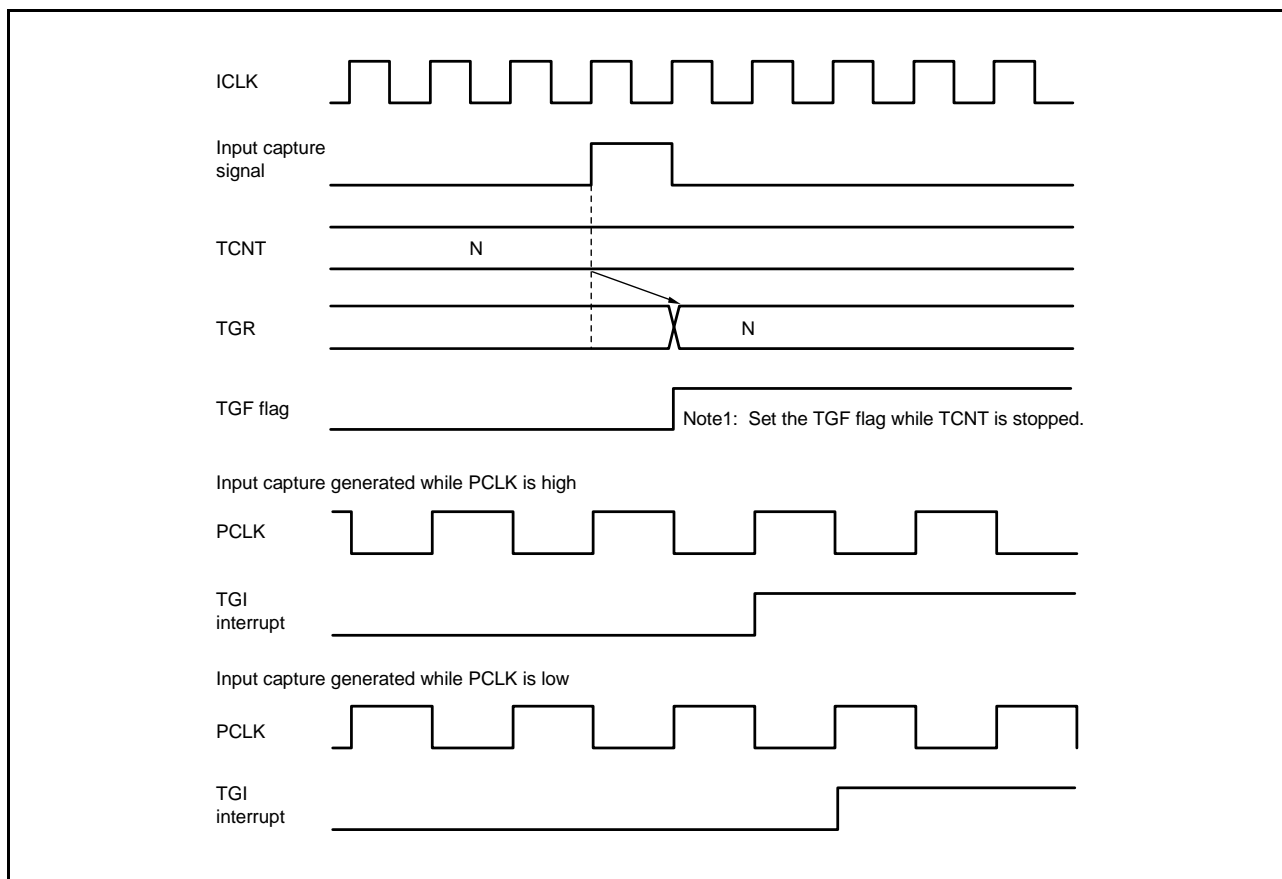 ICLK
Input capture
signal
TCNT
N
TGR
N
TGF flag
Note1: Set the TGF flag while TCNT is stopped.
Input capture generated while PCLK is high
PCLK
TGI
interrupt
Input capture generated while PCLK is low
PCLK
TGI
interrupt